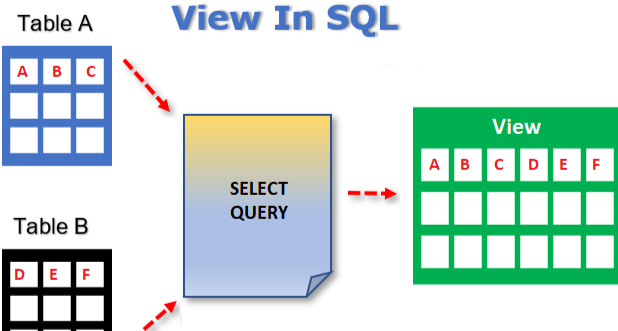 View In SQL
Table A
A B C
Table B
D E F
SELECT
QUERY
View
A B C D E F